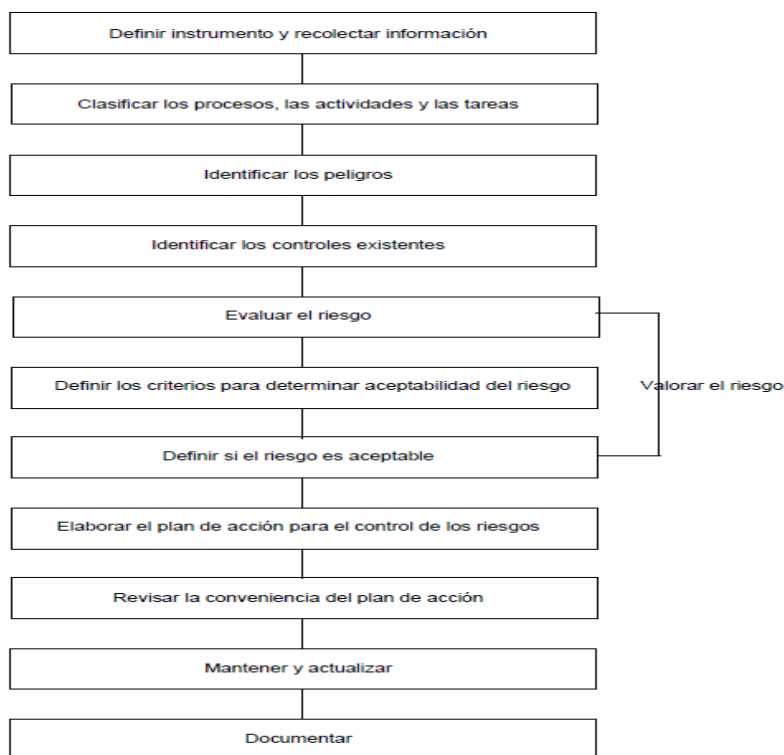 Definir instrumento y recolectar información
Clasificar los procesos, las actividades y las tareas
Identificar los peligros
Identificar los controles existentes
Evaluar el riesgo
Definir los criterios para determinar aceptabilidad del riesgo
Valorar el riesgo
Definir si el riesgo es aceptable
Elaborar el plan de acción para el control de los riesgos
Revisar la conveniencia del plan de acción
Mantener y actualizar
Documentar